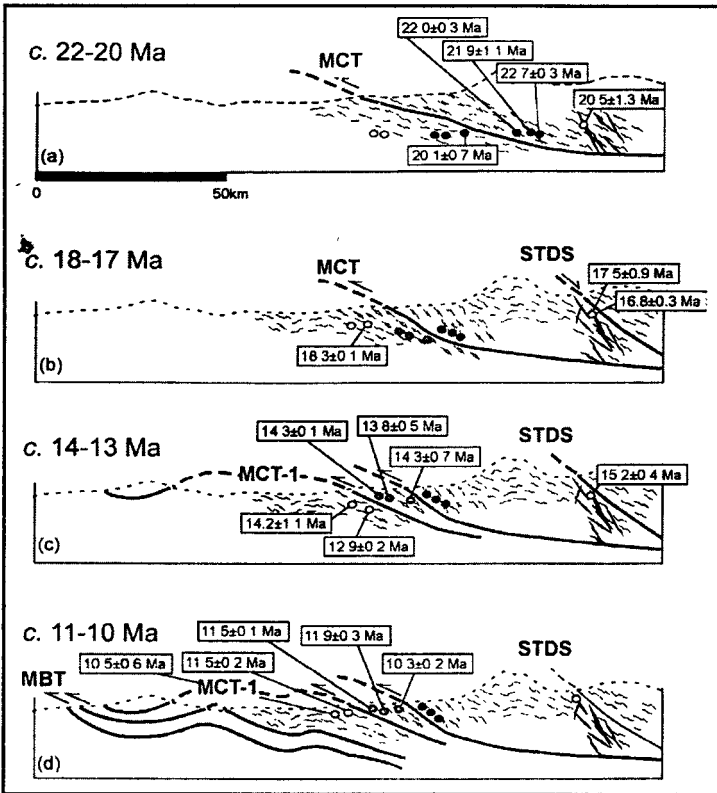 22 0±0 3 Ma
c. 22-20 Ma
MCT
21 9±1 1 Ma
22 7±0 3 Ma
20 5±1.3 Ma
(a)
20 1±0 7 Ma
0
50km
c. 18-17 Ma
MCT
STDS
17 5±0.9 Ma
16.8±0.3 Ma
18 3±0 1 Ma
(b)
c. 14-13 Ma
14 3±0 1 Ma
13 8±0 5 Ma
STDS
MCT-1
14 3±0 7 Ma
15 2±0 4 Ma
14.2±1 1 Ma
12 9±0 2 Ma
(c)
c. 11-10 Ma
11 5±0 1 Ma
11 9±0 3 Ma
STDS
10 5±0 6 Ma
11 5±0 2 Ma
10 3±0 2 Ma
MBT
MCT-1
(d)